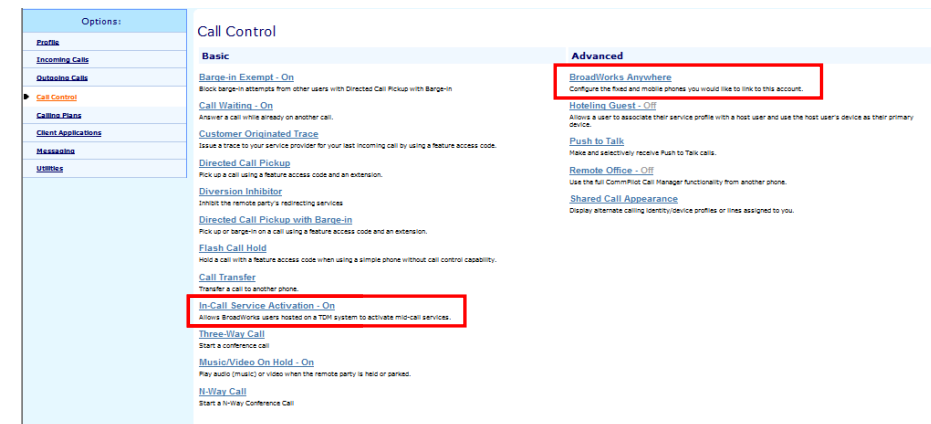 Options:
Profile
Incoming Calls
Outgoing Calls
Call Control
Calling Plans
Client Applications
Messaging
Utilities
Call Control
Basic
Barge-in Exempt - On
Block barge-in attempts from other users with Directed Call Pickup with Barge-in
Call Waiting - On
Answer a call while already on another call.
Customer Originated Trace
Issue a trace to your service provider for your last incoming call by using a feature access code.
Directed Call Pickup
Pick up a call using a feature access code and an extension.
Diversion Inhibitor
Inhibit the remote party's redirecting services
Directed Call Pickup with Barge-in
Pick up or barge-in on a call using a feature access code and an extension.
Flash Call Hold
Hold a call with a feature access code when using a simple phone without call control capability.
Call Transfer
Transfer a call to another phone.
In-Call Service Activation - On
Allows BroadWorks users hosted on a TDM system to activate mid-call services.
Three-Way Call
Start a conference call
Music/Video On Hold - On
Play audio (music) or video when the remote party is held or parked.
N-Way Call
Start a N-Way Conference Call
Advanced
BroadWorks Anywhere
Configure the fixed and mobile phones you would like to link to this account.
Hoteling Guest - Off
Allows a user to associate their service profile with a host user and use the host user's device as their primary
device.
Push to Talk
Make and selectively receive Push to Talk calls.
Remote Office - Off
Use the full CommPilot Call Manager functionality from another phone.
Shared Call Appearance
Display alternate calling identity/device profiles or lines assigned to you.